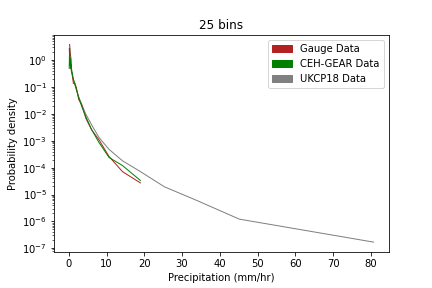 25 bins
Gauge Data
CEH-GEAR Data
UKCP18 Data
Probability density
10⁰
10⁻¹
10⁻²
10⁻³
10⁻⁴
10⁻⁵
10⁻⁶
10⁻⁷
0 10 20 30 40 50 60 70 80
Precipitation (mm/hr)